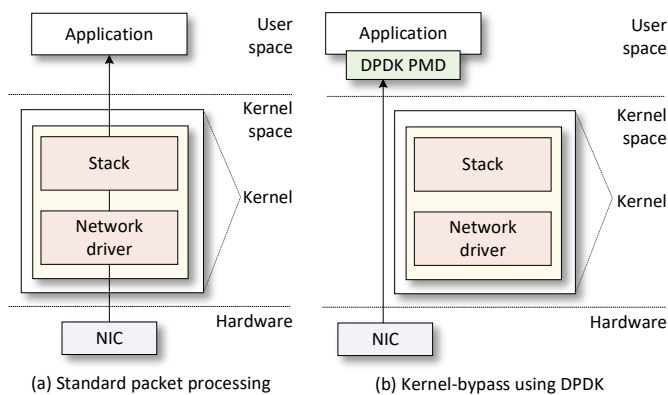 Application
User
space
Kernel
space
Stack
Kernel
Network
driver
Hardware
NIC
(a) Standard packet processing
Application
DPDK PMD
User
space
Kernel
space
Stack
Kernel
Network
driver
Hardware
NIC
(b) Kernel-bypass using DPDK